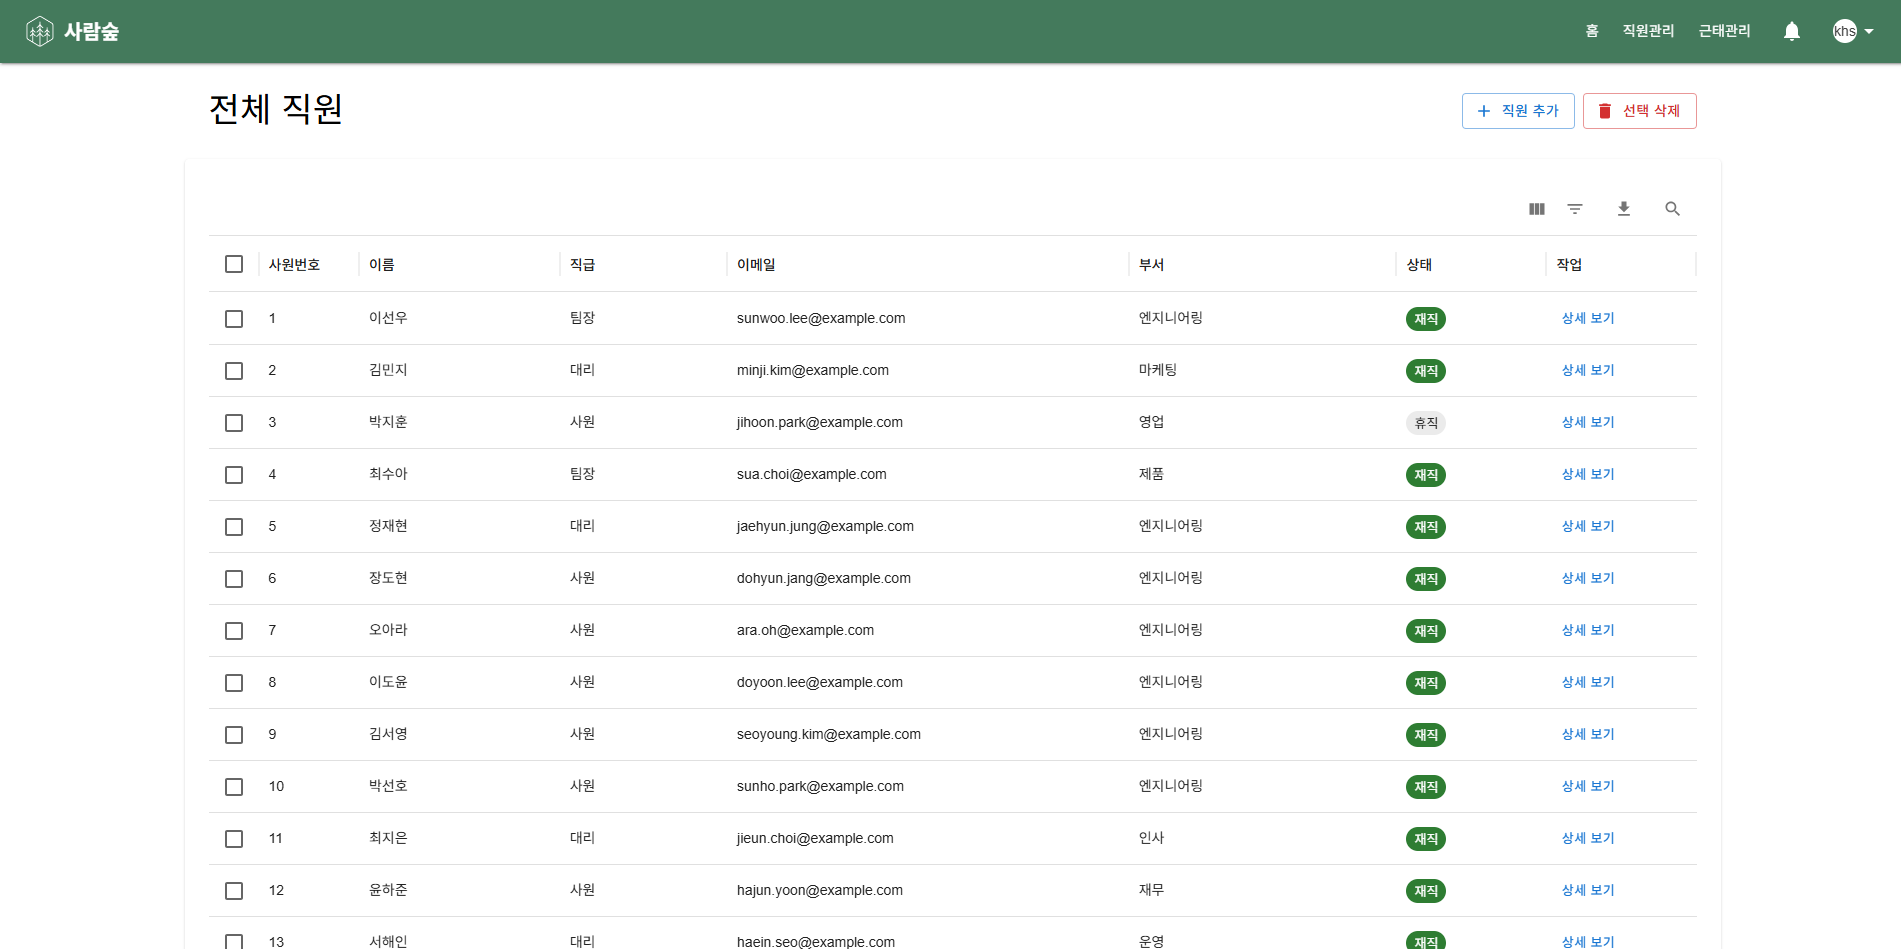 사람숲 홈 직원관리 근태관리 khs
전체 직원 직원 추가 선택 삭제
사원번호 이름 직급 이메일 부서 상태 작업
1 이선우 팀장 sunwoo.lee@example.com 엔지니어링 재직 상세 보기
2 김민지 대리 minji.kim@example.com 마케팅 재직 상세 보기
3 박지훈 사원 jihoon.park@example.com 영업 휴직 상세 보기
4 최수아 팀장 sua.choi@example.com 제품 재직 상세 보기
5 정재현 대리 jaehyun.jung@example.com 엔지니어링 재직 상세 보기
6 장도현 사원 dohyun.jang@example.com 엔지니어링 재직 상세 보기
7 오아라 사원 ara.oh@example.com 엔지니어링 재직 상세 보기
8 이도윤 사원 doyoon.lee@example.com 엔지니어링 재직 상세 보기
9 김서영 사원 seoyoung.kim@example.com 엔지니어링 재직 상세 보기
10 박선호 사원 sunho.park@example.com 엔지니어링 재직 상세 보기
11 최지은 대리 jieun.choi@example.com 인사 재직 상세 보기
12 윤하준 사원 hajun.yoon@example.com 재무 재직 상세 보기
13 서해인 대리 haein.seo@example.com 운영 재직 상세 보기